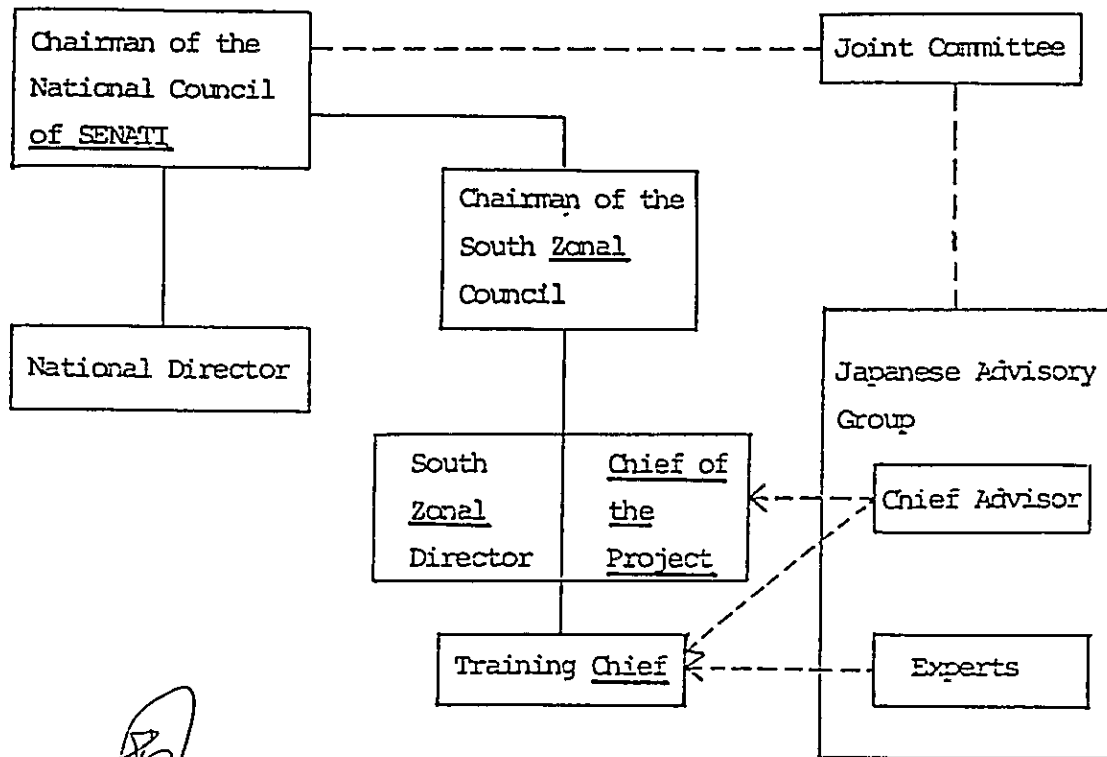 Chairman of the
National Council
of SENATI
Joint Committee
Chairman of the
South Zonal
Council
National Director
Japanese Advisory
Group
South
Zonal
Director
Chief of
the
Project
Chief Advisor
Training Chief
Experts